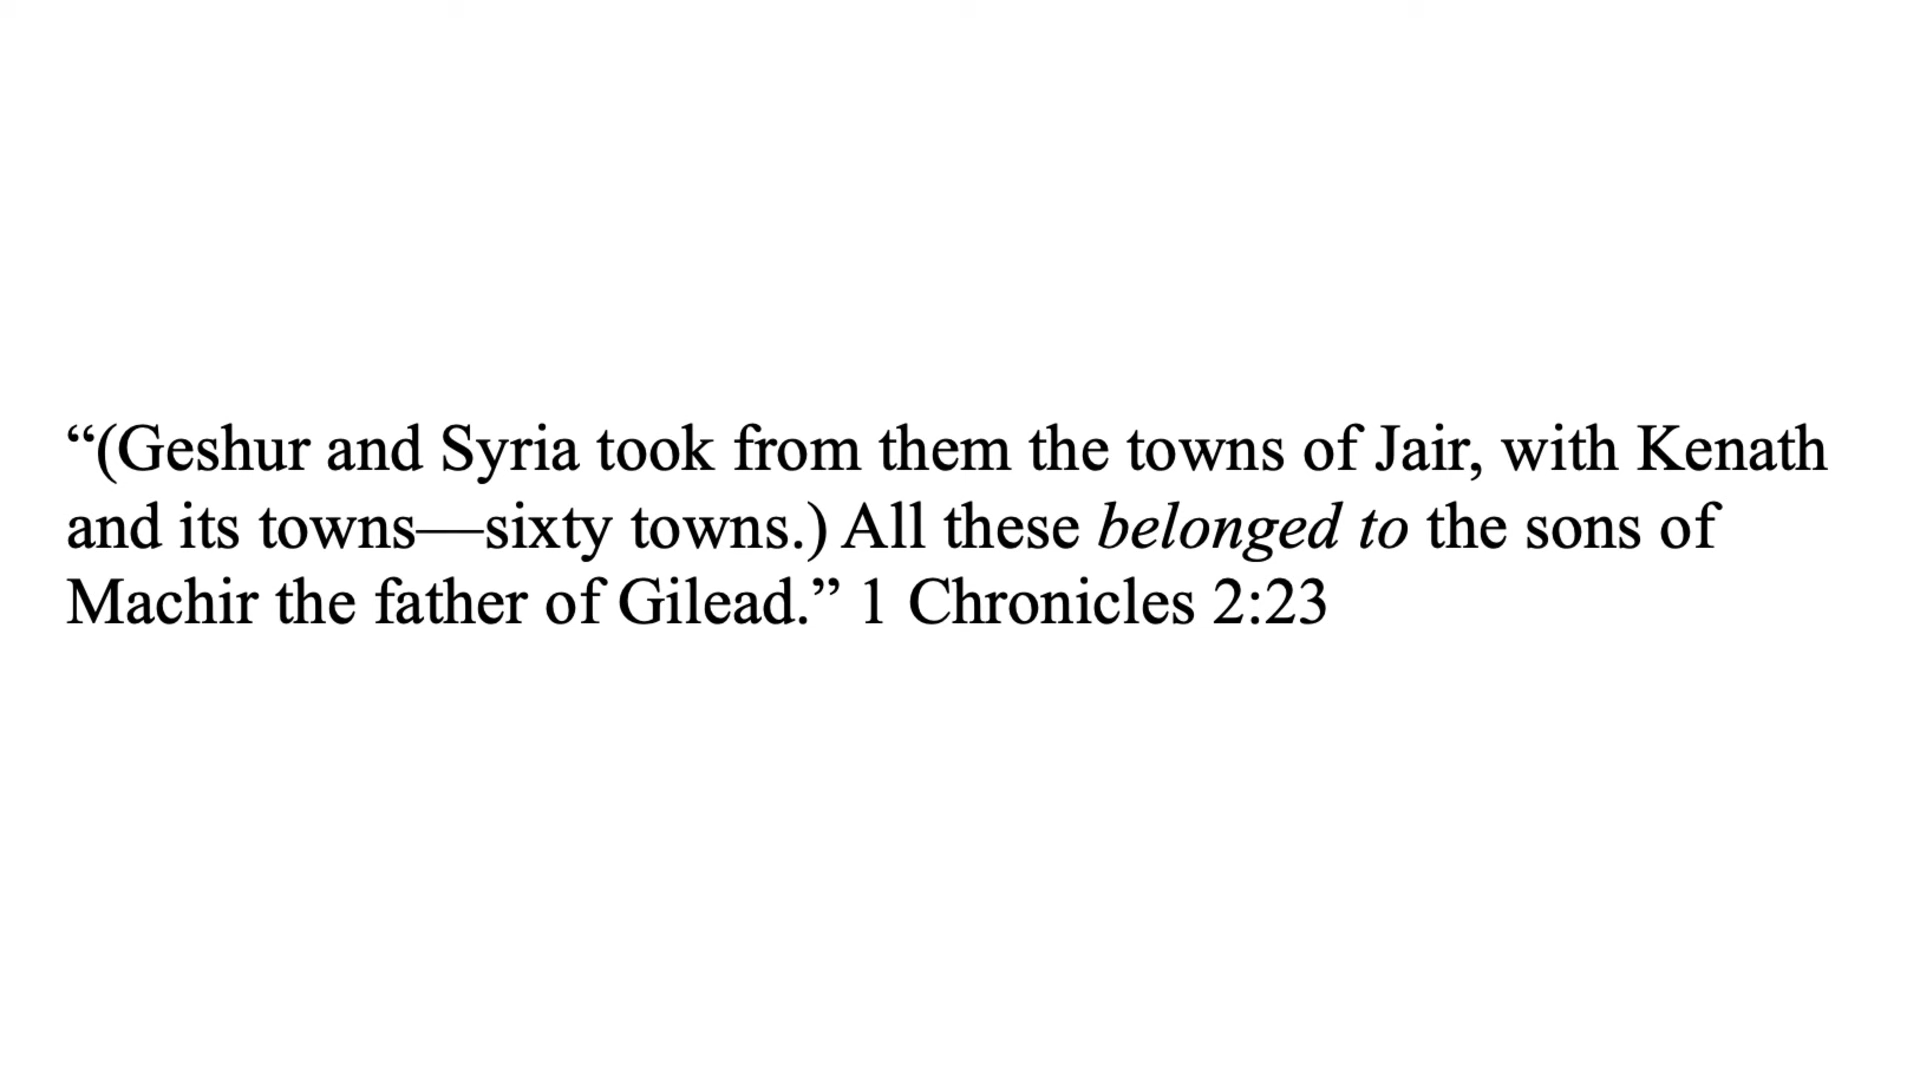 “(Geshur and Syria took from them the towns of Jair, with Kenath
and its towns—sixty towns.) All these belonged to the sons of
Machir the father of Gilead.” 1 Chronicles 2:23